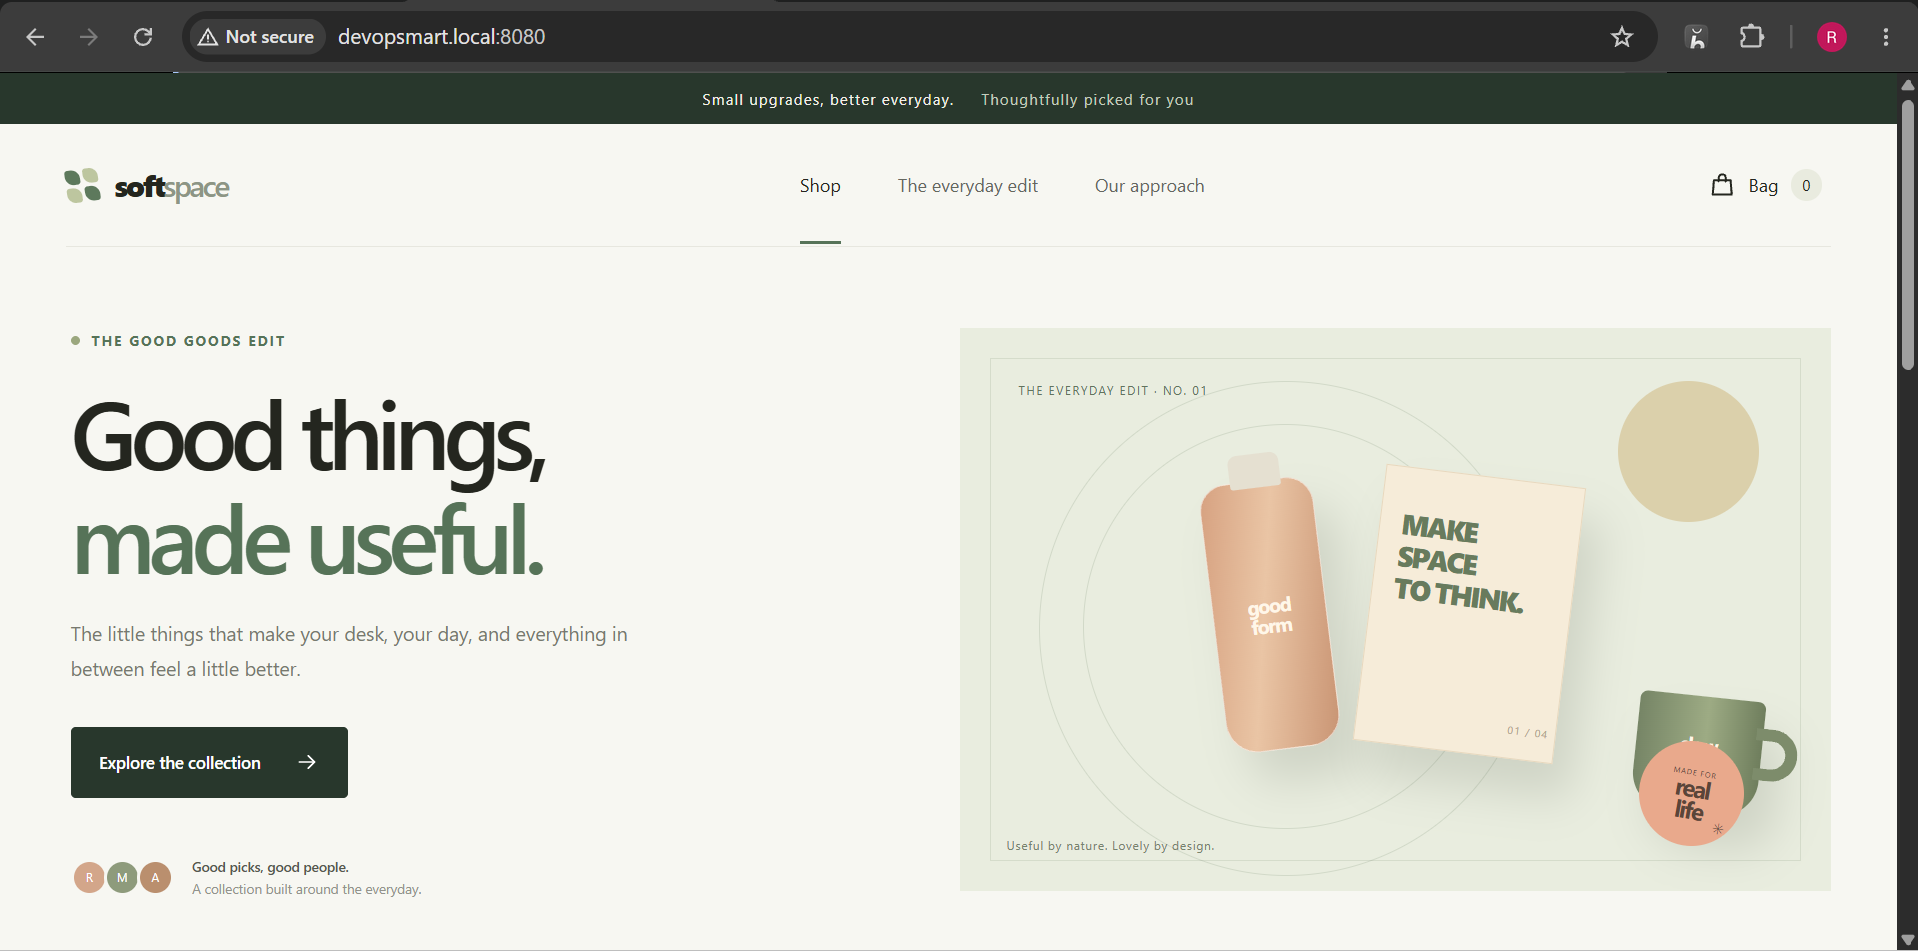 Not secure
devopsmart.local:8080
R
Small upgrades, better everyday. Thoughtfully picked for you
softspace
Shop
The everyday edit
Our approach
Bag 0
THE GOOD GOODS EDIT
Good things,
made useful.
The little things that make your desk, your day, and everything in
between feel a little better.
Explore the collection
R M A
Good picks, good people.
A collection built around the everyday.
THE EVERYDAY EDIT · NO. 01
good
form
MAKE
SPACE
TO THINK.
01 / 04
MADE FOR
real
life
Useful by nature. Lovely by design.